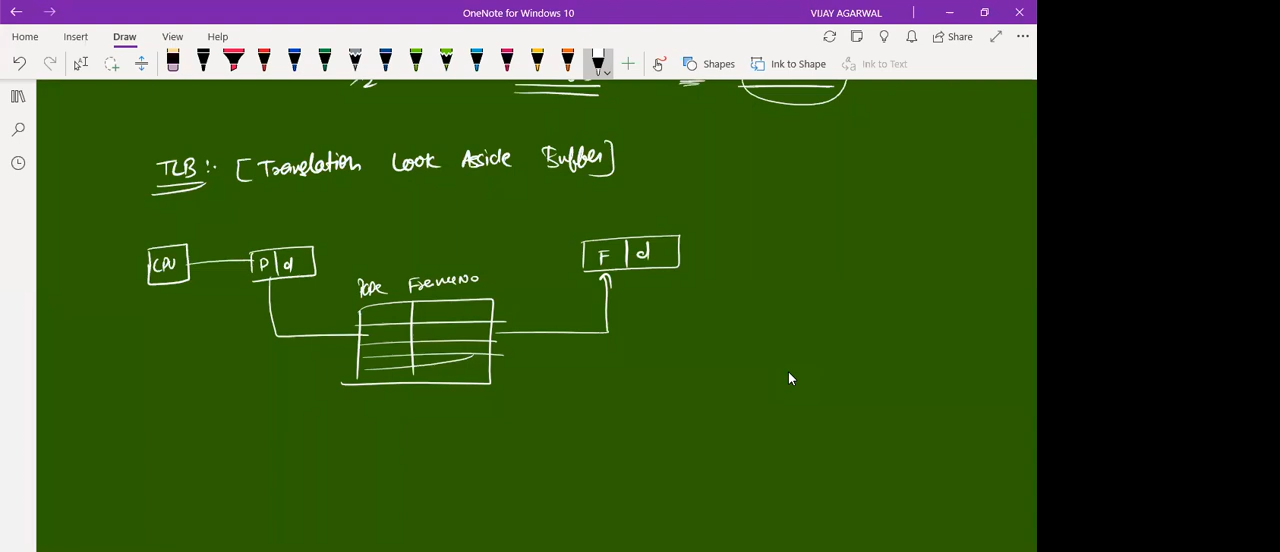 OneNote for Windows 10
VIJAY AGARWAL
Home Insert Draw View Help
Share
Shapes Ink to Shape Ink to Text
TLB:- [Translation Look Aside Buffer]
CPU
P d
F d
Page Frame No